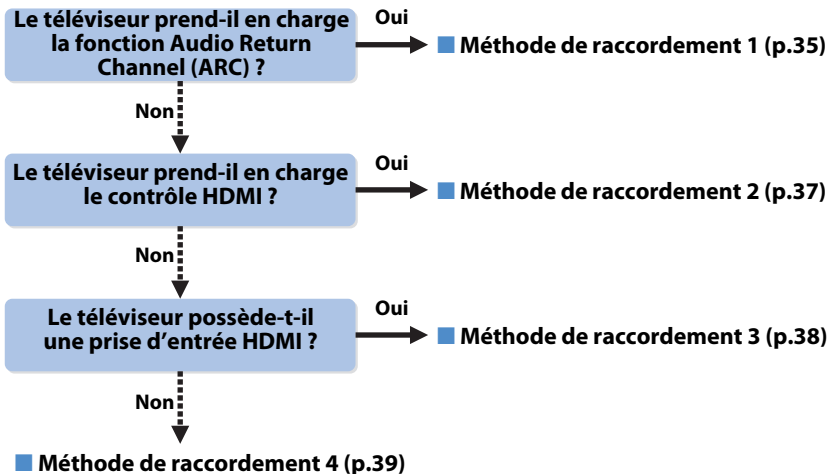 Le téléviseur prend-il en charge
la fonction Audio Return
Channel (ARC) ?
Oui
■ Méthode de raccordement 1 (p.35)
Non
Le téléviseur prend-il en charge
le contrôle HDMI ?
Oui
■ Méthode de raccordement 2 (p.37)
Non
Le téléviseur possède-t-il
une prise d’entrée HDMI ?
Oui
■ Méthode de raccordement 3 (p.38)
Non
■ Méthode de raccordement 4 (p.39)